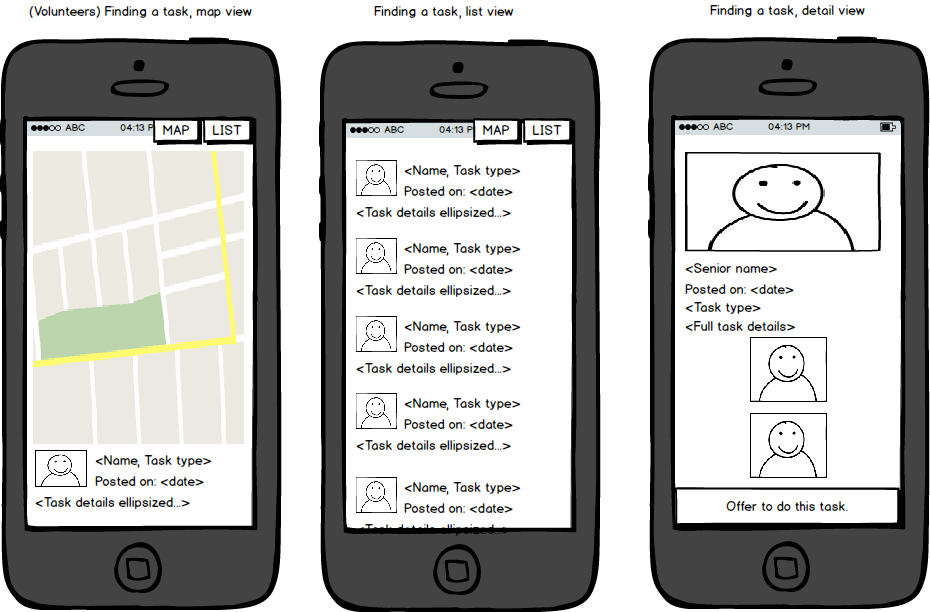 (Volunteers) Finding a task, map view
ABC 04:13 P
MAP LIST
<Name, Task type>
Posted on: <date>
<Task details ellipsized...>
Finding a task, list view
ABC 04:13 P
MAP LIST
<Name, Task type>
Posted on: <date>
<Task details ellipsized...>
<Name, Task type>
Posted on: <date>
<Task details ellipsized...>
<Name, Task type>
Posted on: <date>
<Task details ellipsized...>
<Name, Task type>
Posted on: <date>
<Task details ellipsized...>
<Name, Task type>
Posted on: <date>
<Task details ellipsized...>
Finding a task, detail view
ABC 04:13 PM
<Senior name>
Posted on: <date>
<Task type>
<Full task details>
Offer to do this task.